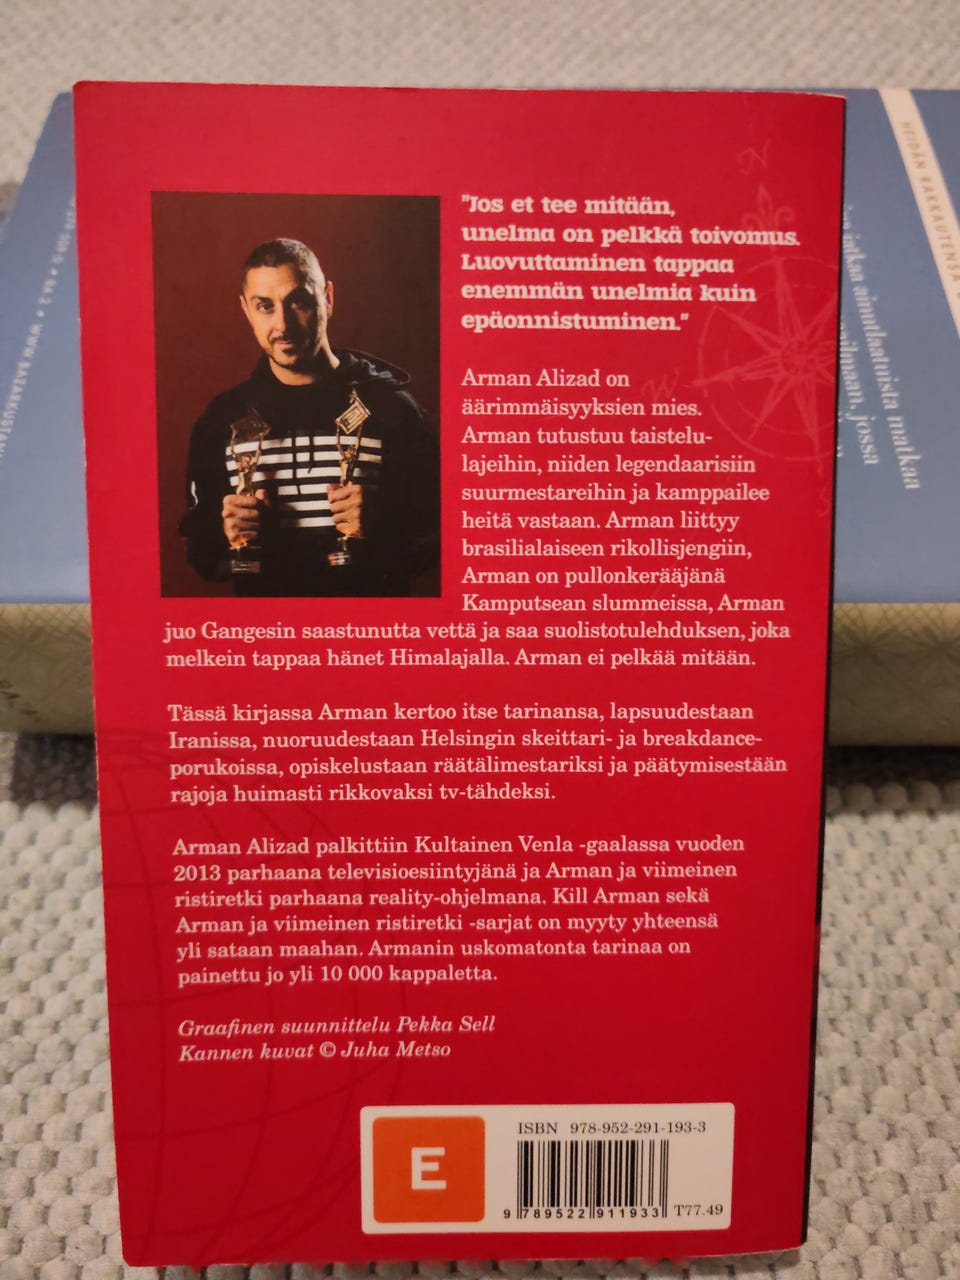 "Jos et tee mitään,
unelma on pelkkä toivomus.
Luovuttaminen tappaa
enemmän unelmia kuin
epäonnistuminen."
Arman Alizad on
äärimmäisyyksien mies.
Arman tutustuu taistelu-
lajeihin, niiden legendaarisiin
suurmestareihin ja kamppailee
heitä vastaan. Arman liittyy
brasilialaiseen rikollisjengiin,
Arman on pullonkerääjänä
Kamputsean slummeissa, Arman
juo Gangesin saastunutta vettä ja saa suolistotulehduksen, joka
melkein tappaa hänet Himalajalla. Arman ei pelkää mitään.
Tässä kirjassa Arman kertoo itse tarinansa, lapsuudestaan
Iranissa, nuoruudestaan Helsingin skeittari- ja breakdance-
porukoissa, opiskelustaan räätälimestariksi ja päätymisestään
rajoja huimasti rikkovaksi tv-tähdeksi.
Arman Alizad palkittiin Kultainen Venla -gaalassa vuoden
2013 parhaana televisioesiintyjänä ja Arman ja viimeinen
ristiretki parhaana reality-ohjelmana. Kill Arman sekä
Arman ja viimeinen ristiretki -sarjat on myyty yhteensä
yli sataan maahan. Armanin uskomatonta tarinaa on
painettu jo yli 10 000 kappaletta.
Graafinen suunnittelu Pekka Sell
Kannen kuvat © Juha Metso
E
ISBN 978-952-291-193-3
9 789522 911933
T77.49
N
W
S
HEIDÄN RAKKAUTENSA
ainutlaatuista matkaa
maailmaan, jossa